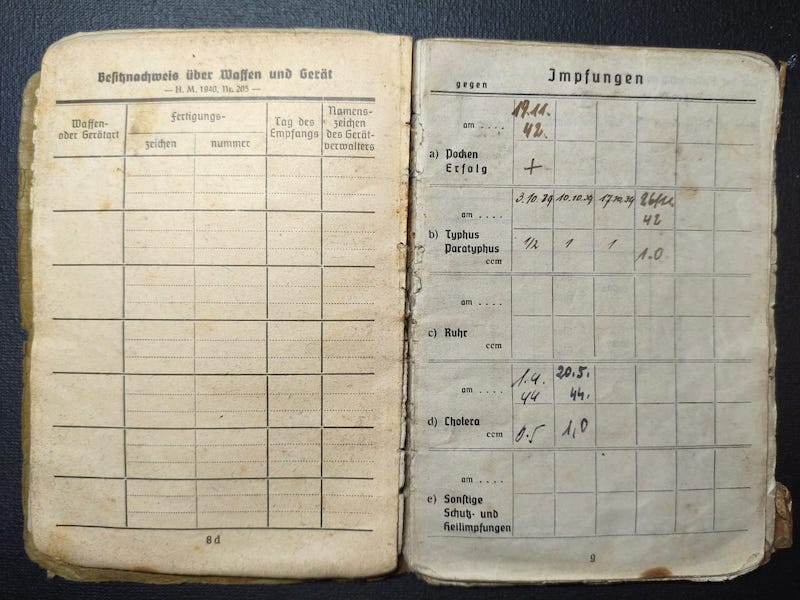 Besitznachweis über Waffen und Gerät
— H. M. 1940, Nr. 205 —
Waffen-
oder Gerätart
Fertigungs-
zeichen
nummer
Tag des
Empfangs
Namens-
zeichen
des Gerät-
verwalters
8d
Impfungen
gegen
am . . . . 19.11.
42.
a) Pocken
Erfolg +
am . . . . 3.10.39 10.10.39 17.10.39
42
b) Typhus
Paratyphus 1/2 1 1 1.0
ccm
am . . . .
c) Ruhr
ccm
am . . . . 1.4. 20.5.
44 44.
d) Cholera
ccm 0.5 1,0
am . . . .
e) Sonstige
Schutz- und
Heilimpfungen
9